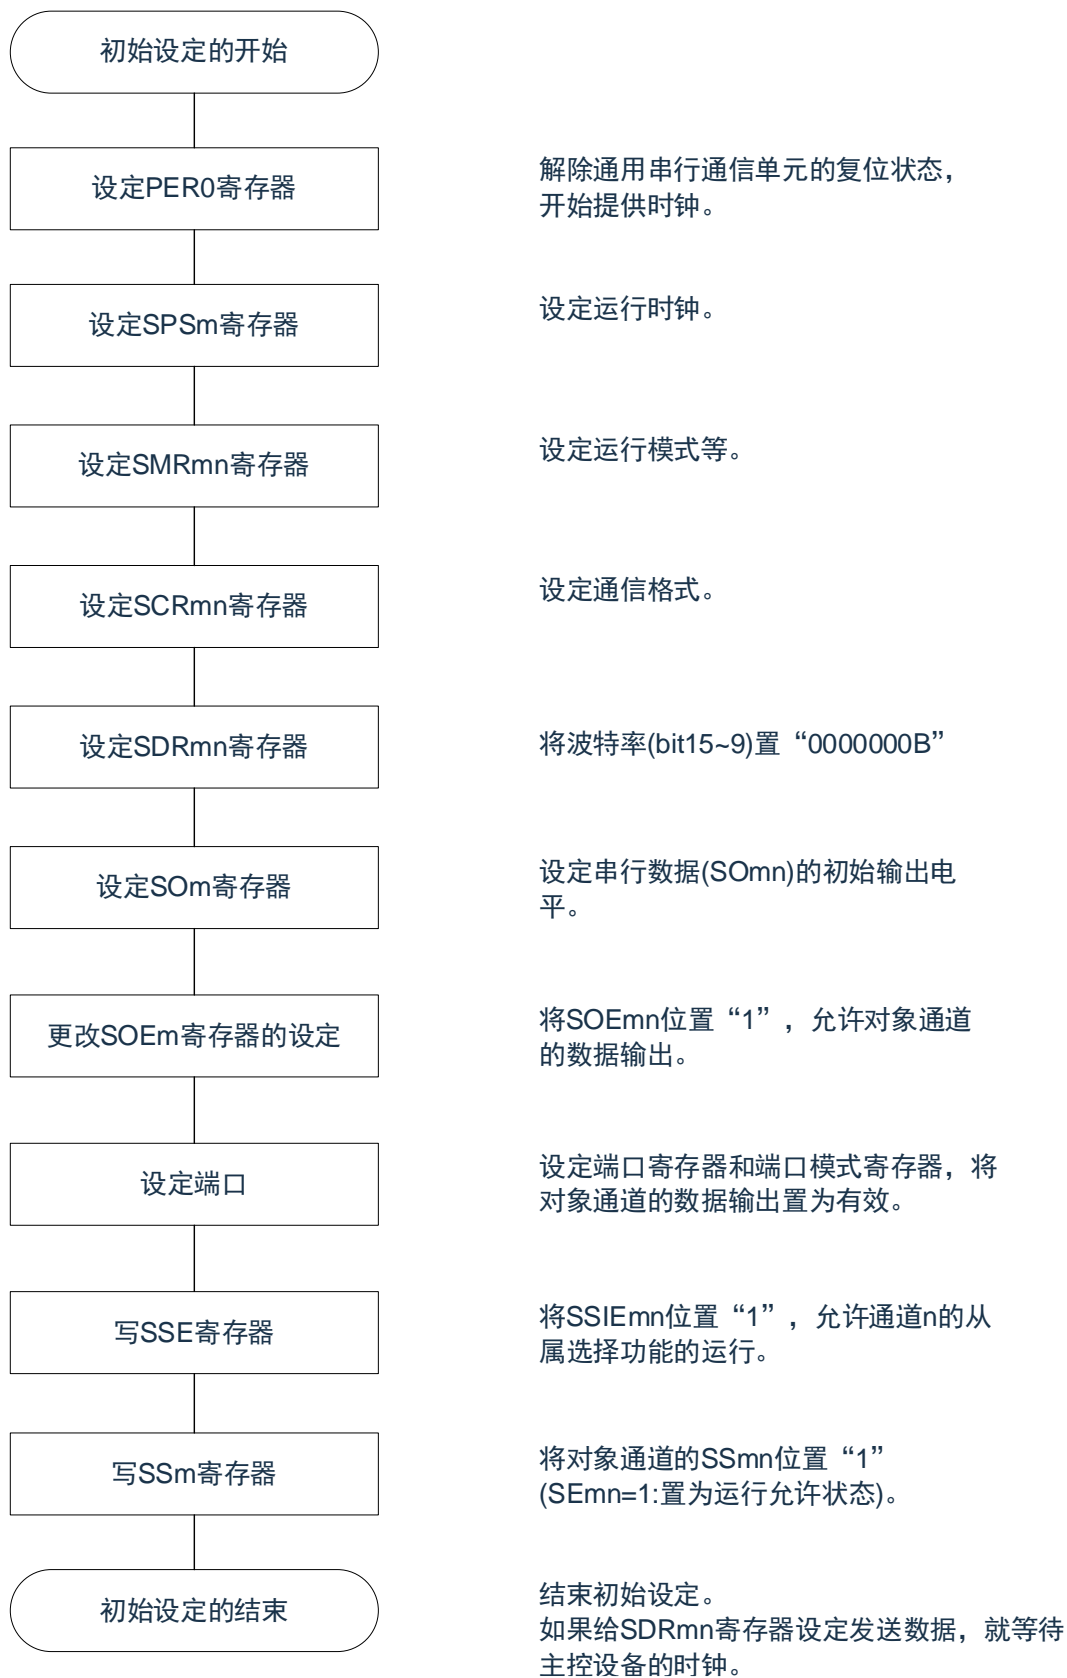 初始设定的开始
设定PER0寄存器
解除通用串行通信单元的复位状态，
开始提供时钟。
设定SPSm寄存器
设定运行时钟。
设定SMRmn寄存器
设定运行模式等。
设定SCRmn寄存器
设定通信格式。
设定SDRmn寄存器
将波特率(bit15~9)置“0000000B”
设定SOm寄存器
设定串行数据(SOmn)的初始输出电
平。
更改SOEm寄存器的设定
将SOEmn位置“1”，允许对象通道
的数据输出。
设定端口
设定端口寄存器和端口模式寄存器，将
对象通道的数据输出置为有效。
写SSE寄存器
将SSIEmn位置“1”，允许通道n的从
属选择功能的运行。
写SSm寄存器
将对象通道的SSmn位置“1”
(SEmn=1:置为运行允许状态)。
初始设定的结束
结束初始设定。
如果给SDRmn寄存器设定发送数据，就等待
主控设备的时钟。